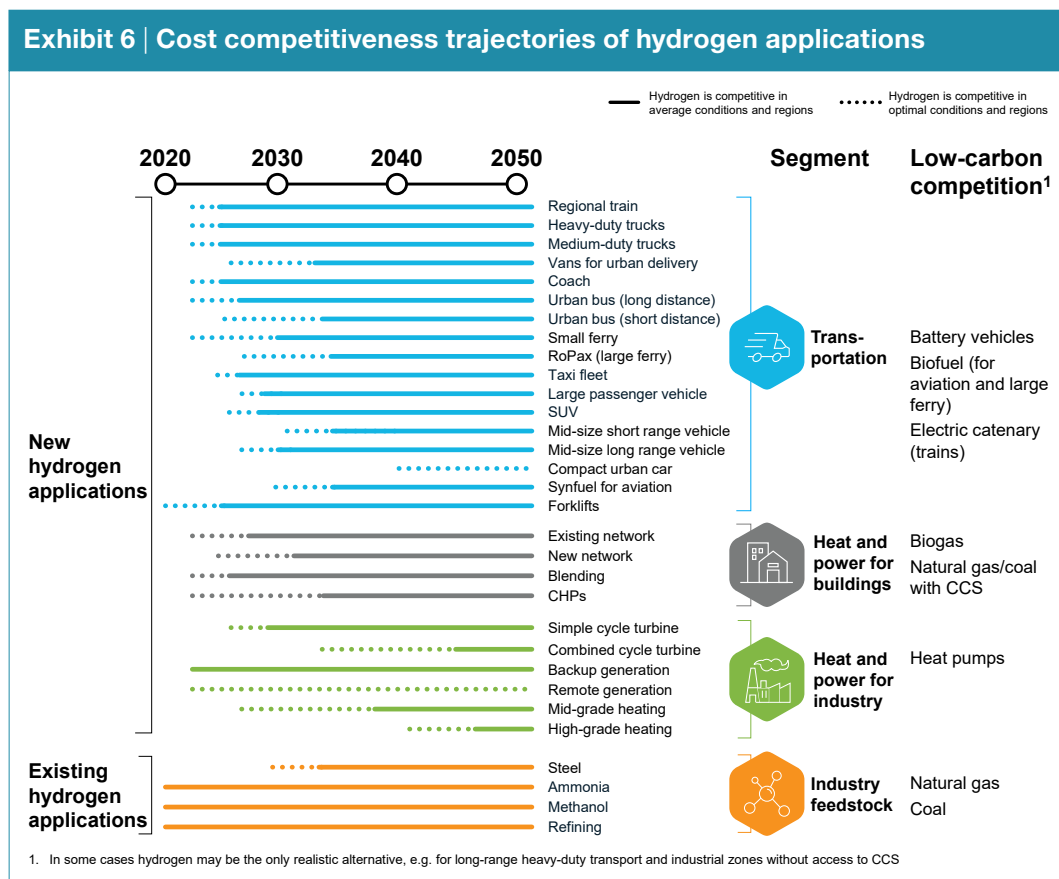 Exhibit 6 | Cost competitiveness trajectories of hydrogen applications
Hydrogen is competitive in
average conditions and regions
Hydrogen is competitive in
optimal conditions and regions
2020
2030
2040
2050
Segment
Low-carbon
competition1
New
hydrogen
applications
Regional train
Heavy-duty trucks
Medium-duty trucks
Vans for urban delivery
Coach
Urban bus (long distance)
Urban bus (short distance)
Small ferry
RoPax (large ferry)
Taxi fleet
Large passenger vehicle
SUV
Mid-size short range vehicle
Mid-size long range vehicle
Compact urban car
Synfuel for aviation
Forklifts
Trans-
portation
Battery vehicles
Biofuel (for
aviation and large
ferry)
Electric catenary
(trains)
Existing network
New network
Blending
CHPs
Heat and
power for
buildings
Biogas
Natural gas/coal
with CCS
Simple cycle turbine
Combined cycle turbine
Backup generation
Remote generation
Mid-grade heating
High-grade heating
Heat and
power for
industry
Heat pumps
Existing
hydrogen
applications
Steel
Ammonia
Methanol
Refining
Industry
feedstock
Natural gas
Coal
1. In some cases hydrogen may be the only realistic alternative, e.g. for long-range heavy-duty transport and industrial zones without access to CCS